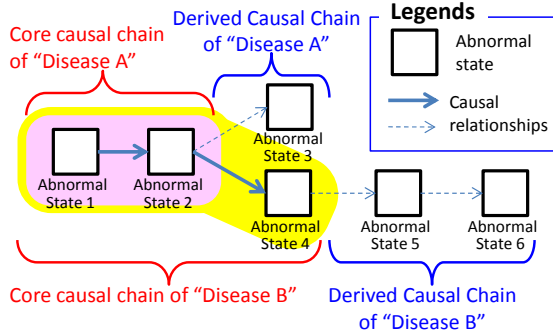 Core causal chain
of “Disease A”
Derived Causal Chain
of “Disease A”
Legends
Abnormal
state
Causal
relationships
Abnormal
State 1
Abnormal
State 2
Abnormal
State 3
Abnormal
State 4
Abnormal
State 5
Abnormal
State 6
Core causal chain of “Disease B”
Derived Causal Chain
of “Disease B”